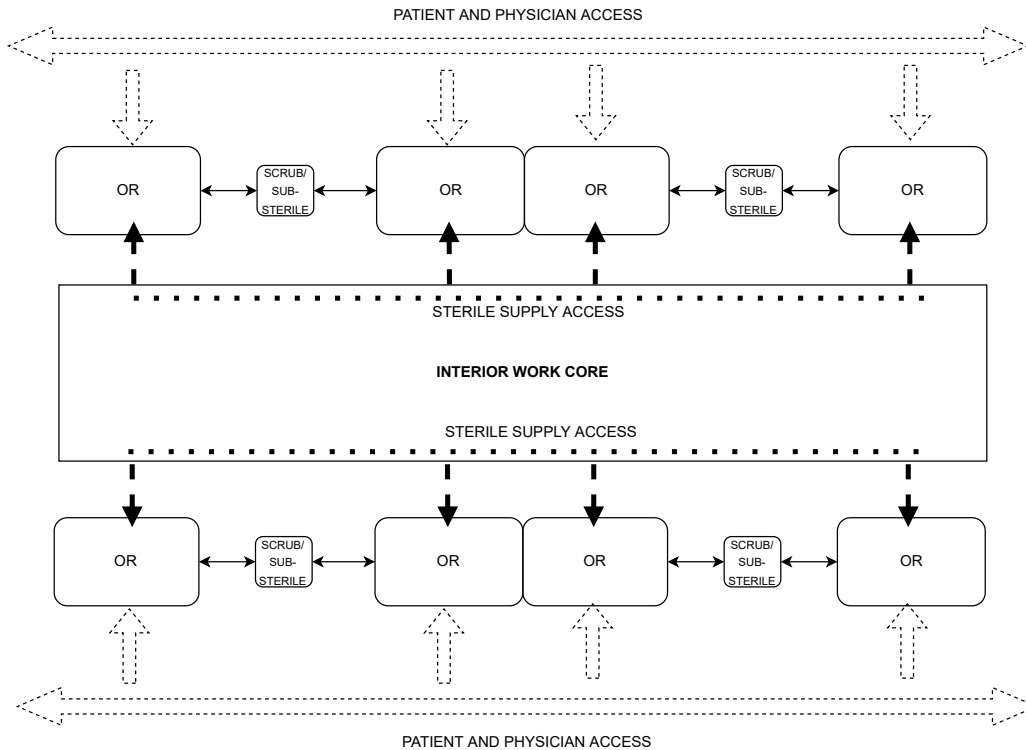 PATIENT AND PHYSICIAN ACCESS
OR
SCRUB/
SUB-
STERILE
OR
OR
SCRUB/
SUB-
STERILE
OR
STERILE SUPPLY ACCESS
INTERIOR WORK CORE
STERILE SUPPLY ACCESS
OR
SCRUB/
SUB-
STERILE
OR
OR
SCRUB/
SUB-
STERILE
OR
PATIENT AND PHYSICIAN ACCESS